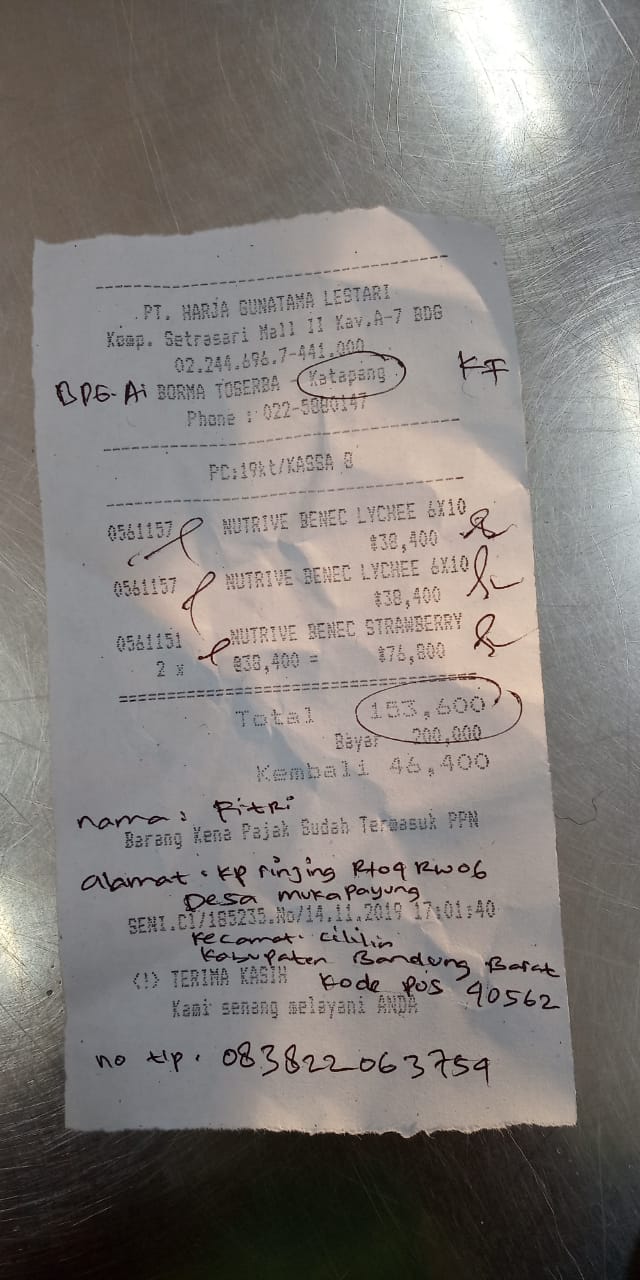 PT. HARJA GUNATAMA LESTARI
Komp. Setrasari Mall II Kav.A-7 BDG
02.244.696.7-441.000
BPG-Ai BORMA TOSERBA - Katapang KF
Phone : 022-5880147
PC:19kt/KASSA 8
0561157 NUTRIVE BENEC LYCHEE 6X10
$38,400
0561157 NUTRIVE BENEC LYCHEE 6X10
$38,400
0561151 NUTRIVE BENEC STRAWBERRY
2 x @38,400 = $76,800
Total 153,600
Bayar 200,000
Kembali 46,400
nama : Fitri
Barang Kena Pajak Sudah Termasuk PPN
alamat : kp ringing Rt04 RW06
Desa mukapayung
SENI.C1/185235.No/14.11.2019 17:01:40
kecamat. cililin
kabupaten Bandung Barat
(!) TERIMA KASIH kode pos 40562
Kami senang melayani ANDA
no tlp. 083822063759